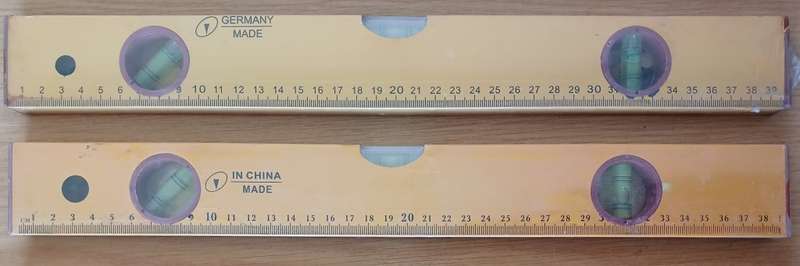 GERMANY
MADE
1 2 3 4 5 6 9 10 11 12 13 14 15 16 17 18 19 20 21 22 23 24 25 26 27 28 29 30 31 34 35 36 37 38 39
IN CHINA
MADE
CM 1 2 3 4 5 6 9 10 11 12 13 14 15 16 17 18 19 20 21 22 23 24 25 26 27 28 29 32 33 34 35 36 37 38